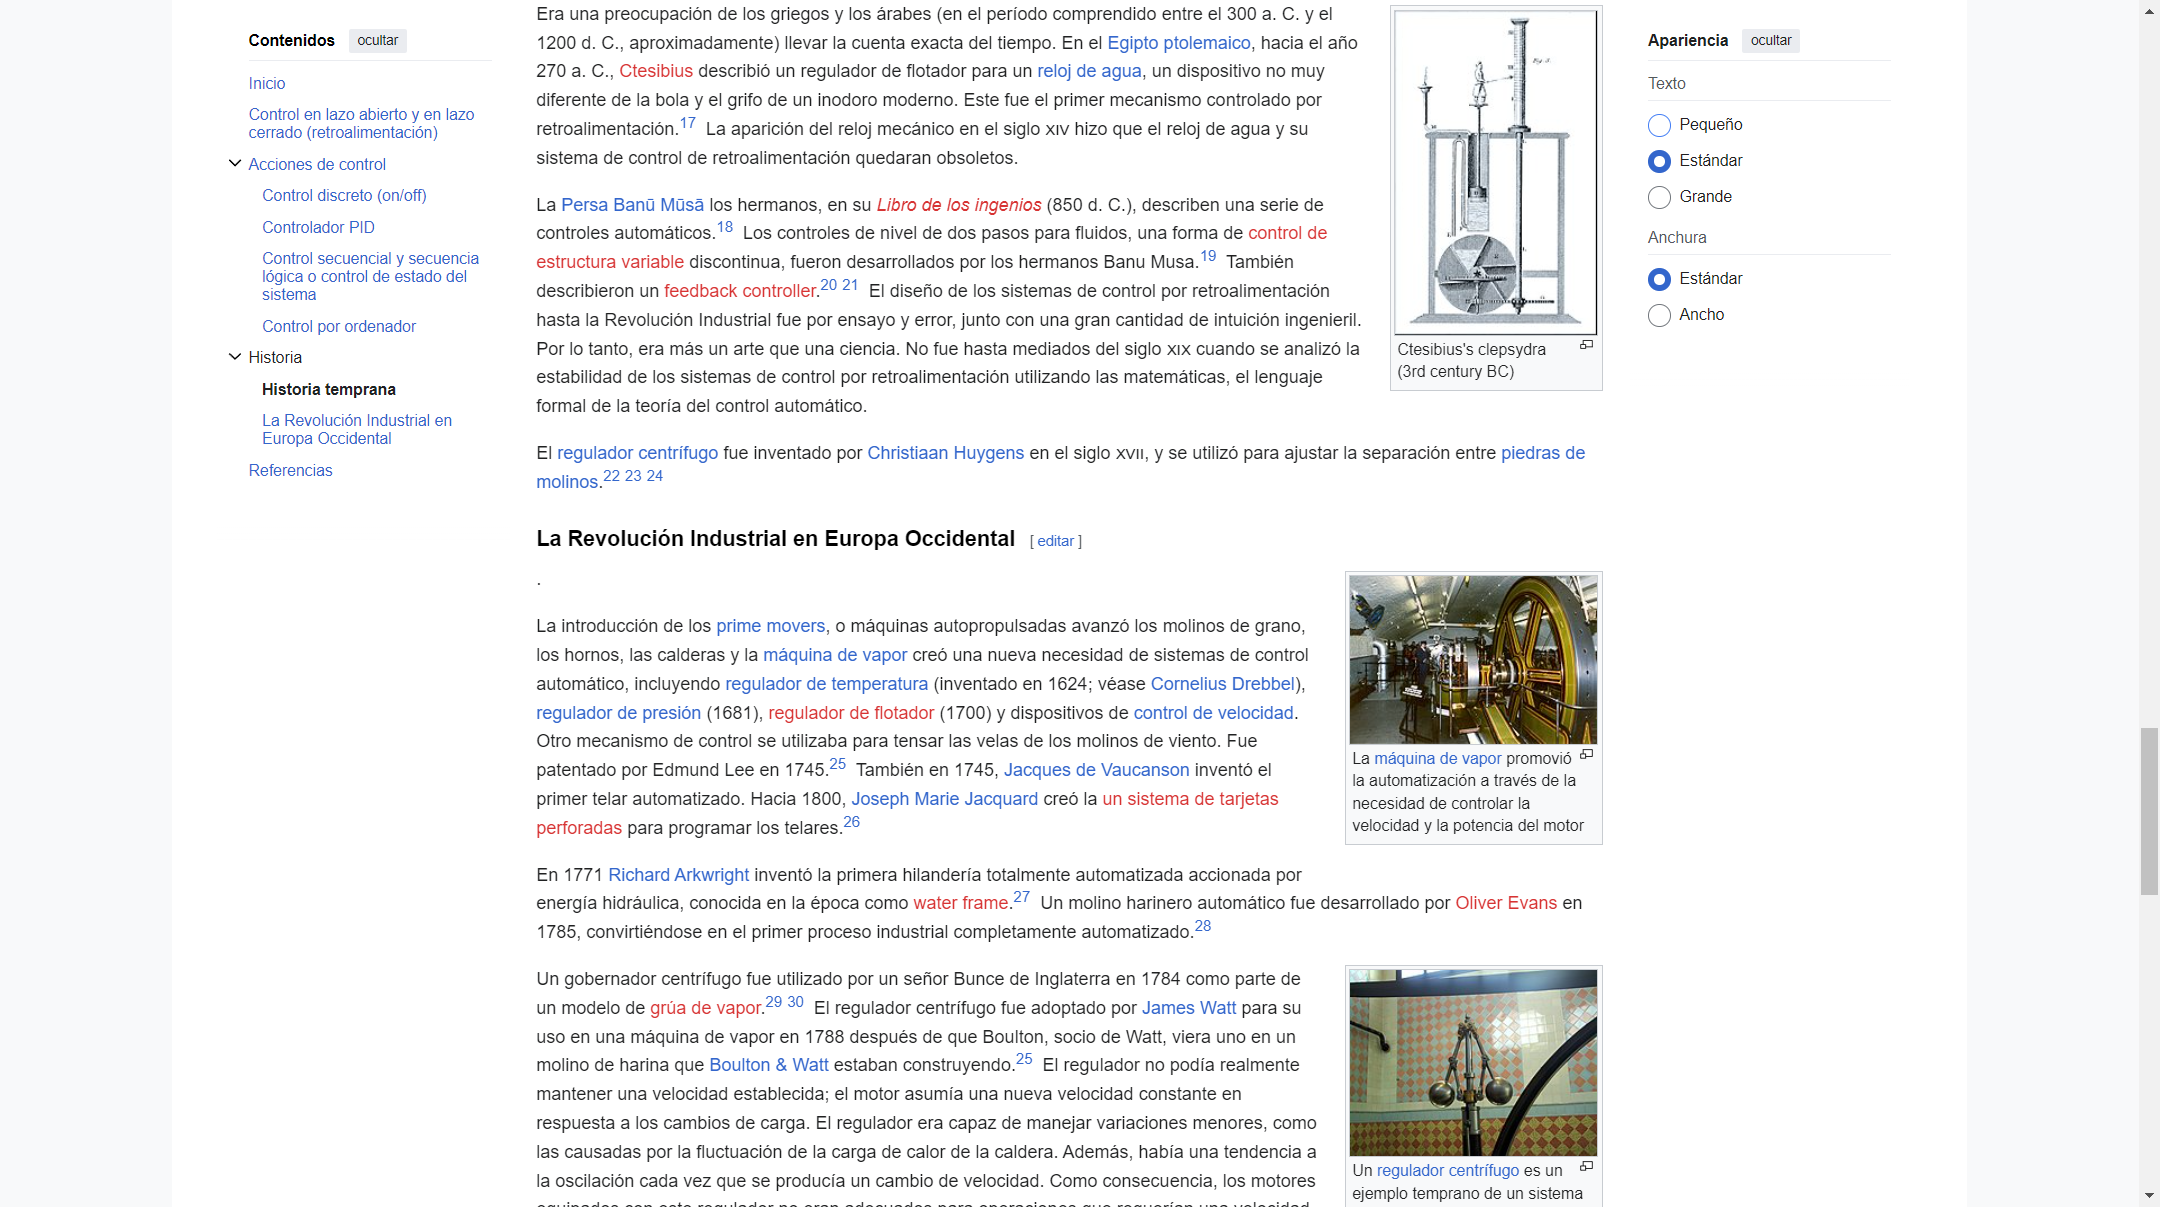 Contenidos ocultar
Inicio
Control en lazo abierto y en lazo
cerrado (retroalimentación)
Acciones de control
Control discreto (on/off)
Controlador PID
Control secuencial y secuencia
lógica o control de estado del
sistema
Control por ordenador
Historia
Historia temprana
La Revolución Industrial en
Europa Occidental
Referencias
Era una preocupación de los griegos y los árabes (en el período comprendido entre el 300 a. C. y el
1200 d. C., aproximadamente) llevar la cuenta exacta del tiempo. En el Egipto ptolemaico, hacia el año
270 a. C., Ctesibius describió un regulador de flotador para un reloj de agua, un dispositivo no muy
diferente de la bola y el grifo de un inodoro moderno. Este fue el primer mecanismo controlado por
retroalimentación.17 La aparición del reloj mecánico en el siglo XIV hizo que el reloj de agua y su
sistema de control de retroalimentación quedaran obsoletos.
La Persa Banū Mūsā los hermanos, en su Libro de los ingenios (850 d. C.), describen una serie de
controles automáticos.18 Los controles de nivel de dos pasos para fluidos, una forma de control de
estructura variable discontinua, fueron desarrollados por los hermanos Banu Musa.19 También
describieron un feedback controller.20 21 El diseño de los sistemas de control por retroalimentación
hasta la Revolución Industrial fue por ensayo y error, junto con una gran cantidad de intuición ingenieril.
Por lo tanto, era más un arte que una ciencia. No fue hasta mediados del siglo XIX cuando se analizó la
estabilidad de los sistemas de control por retroalimentación utilizando las matemáticas, el lenguaje
formal de la teoría del control automático.
Fig. 3.
Ctesibius's clepsydra
(3rd century BC)
El regulador centrífugo fue inventado por Christiaan Huygens en el siglo XVII, y se utilizó para ajustar la separación entre piedras de
molinos.22 23 24
La Revolución Industrial en Europa Occidental [ editar ]
.
La introducción de los prime movers, o máquinas autopropulsadas avanzó los molinos de grano,
los hornos, las calderas y la máquina de vapor creó una nueva necesidad de sistemas de control
automático, incluyendo regulador de temperatura (inventado en 1624; véase Cornelius Drebbel),
regulador de presión (1681), regulador de flotador (1700) y dispositivos de control de velocidad.
Otro mecanismo de control se utilizaba para tensar las velas de los molinos de viento. Fue
patentado por Edmund Lee en 1745.25 También en 1745, Jacques de Vaucanson inventó el
primer telar automatizado. Hacia 1800, Joseph Marie Jacquard creó la un sistema de tarjetas
perforadas para programar los telares.26
La máquina de vapor promovió
la automatización a través de la
necesidad de controlar la
velocidad y la potencia del motor
En 1771 Richard Arkwright inventó la primera hilandería totalmente automatizada accionada por
energía hidráulica, conocida en la época como water frame.27 Un molino harinero automático fue desarrollado por Oliver Evans en
1785, convirtiéndose en el primer proceso industrial completamente automatizado.28
Un gobernador centrífugo fue utilizado por un señor Bunce de Inglaterra en 1784 como parte de
un modelo de grúa de vapor.29 30 El regulador centrífugo fue adoptado por James Watt para su
uso en una máquina de vapor en 1788 después de que Boulton, socio de Watt, viera uno en un
molino de harina que Boulton & Watt estaban construyendo.25 El regulador no podía realmente
mantener una velocidad establecida; el motor asumía una nueva velocidad constante en
respuesta a los cambios de carga. El regulador era capaz de manejar variaciones menores, como
las causadas por la fluctuación de la carga de calor de la caldera. Además, había una tendencia a
la oscilación cada vez que se producía un cambio de velocidad. Como consecuencia, los motores
equipados con este regulador no eran adecuados para operaciones que requerían una velocidad
Un regulador centrífugo es un
ejemplo temprano de un sistema
Apariencia ocultar
Texto
Pequeño
Estándar
Grande
Anchura
Estándar
Ancho